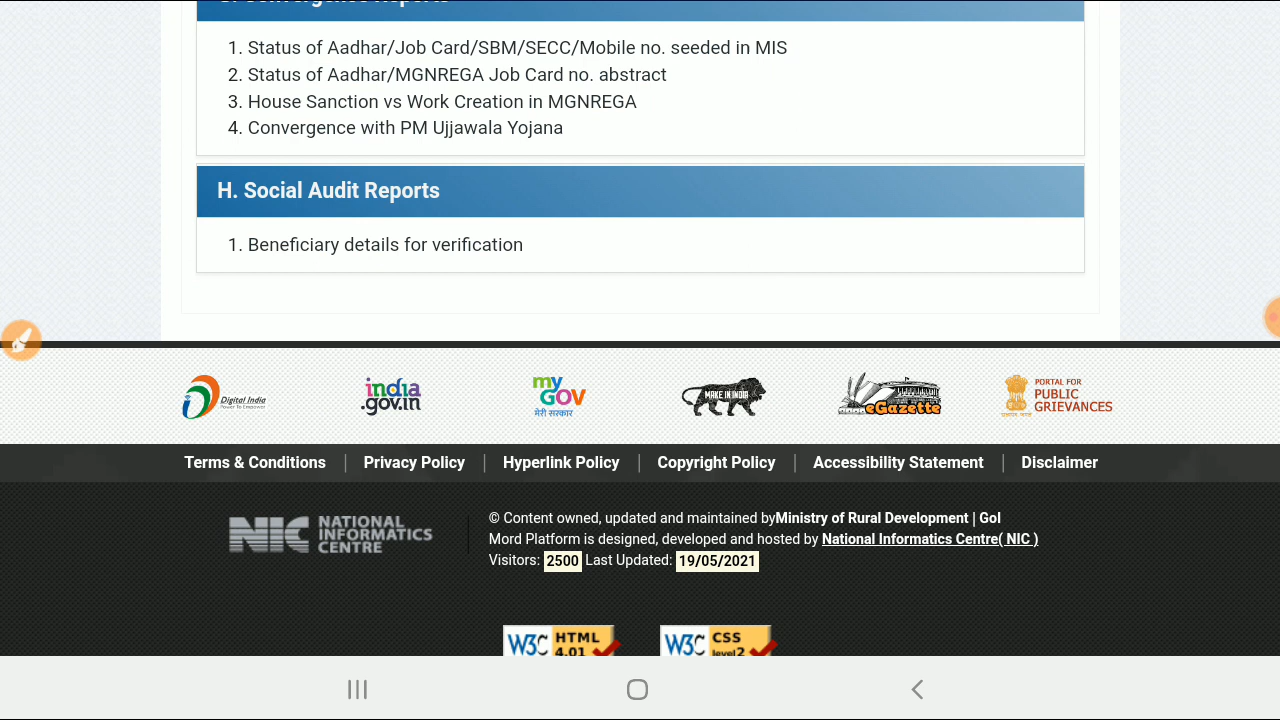 1. Status of Aadhar/Job Card/SBM/SECC/Mobile no. seeded in MIS
2. Status of Aadhar/MGNREGA Job Card no. abstract
3. House Sanction vs Work Creation in MGNREGA
4. Convergence with PM Ujjawala Yojana
H. Social Audit Reports
1. Beneficiary details for verification
Digital India
Power To Empower
india
.gov.in
my
GOV
मेरी सरकार
MAKE IN INDIA
eGazette
PORTAL FOR
PUBLIC
GRIEVANCES
Terms & Conditions | Privacy Policy | Hyperlink Policy | Copyright Policy | Accessibility Statement | Disclaimer
NIC NATIONAL
INFORMATICS
CENTRE
© Content owned, updated and maintained byMinistry of Rural Development | GoI
Mord Platform is designed, developed and hosted by National Informatics Centre( NIC )
Visitors: 2500 Last Updated: 19/05/2021
W3C HTML
4.01
W3C CSS
level2